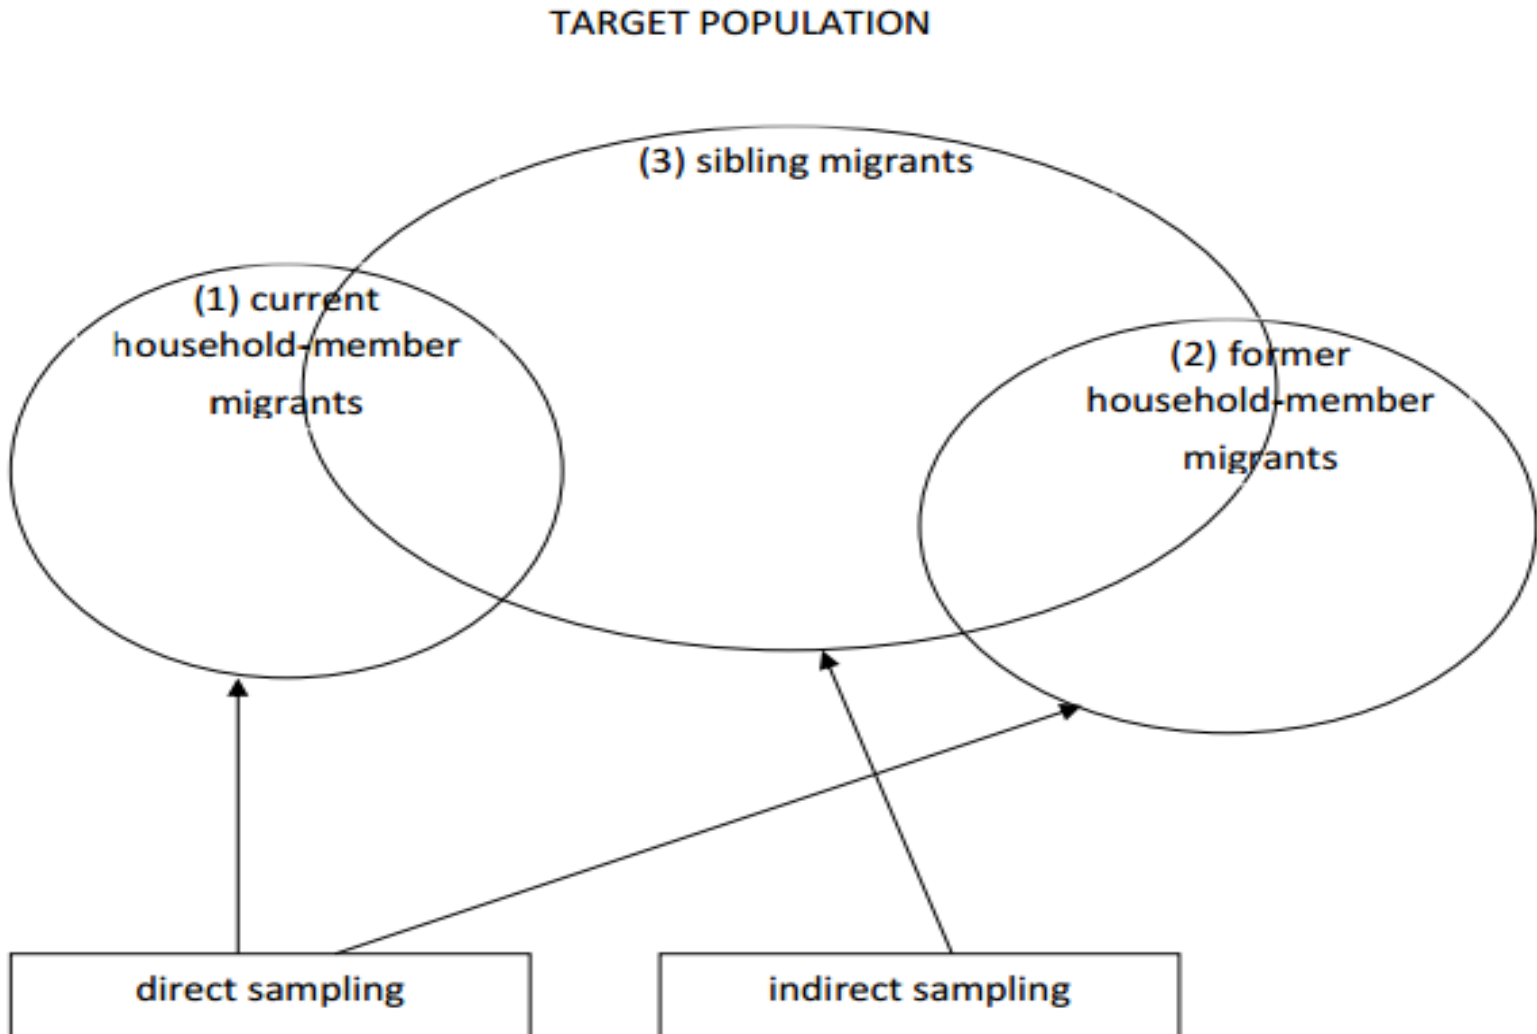 TARGET POPULATION
(3) sibling migrants
(1) current
household-member
migrants
(2) former
household-member
migrants
direct sampling
indirect sampling